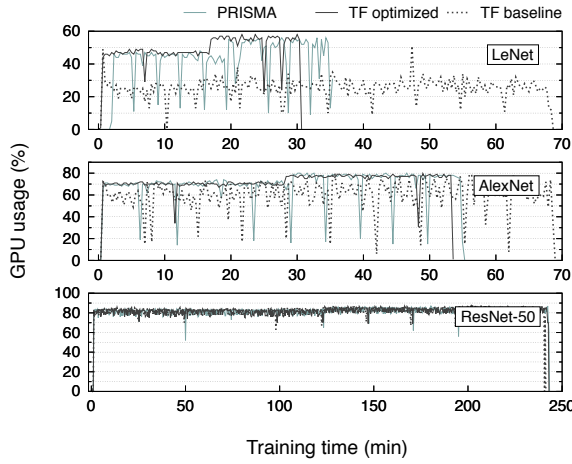 PRISMA TF optimized TF baseline
60
40
20
0
LeNet
0 10 20 30 40 50 60 70
80
60
40
20
0
AlexNet
0 10 20 30 40 50 60 70
100
80
60
40
20
0
ResNet-50
0 50 100 150 200 250
GPU usage (%)
Training time (min)